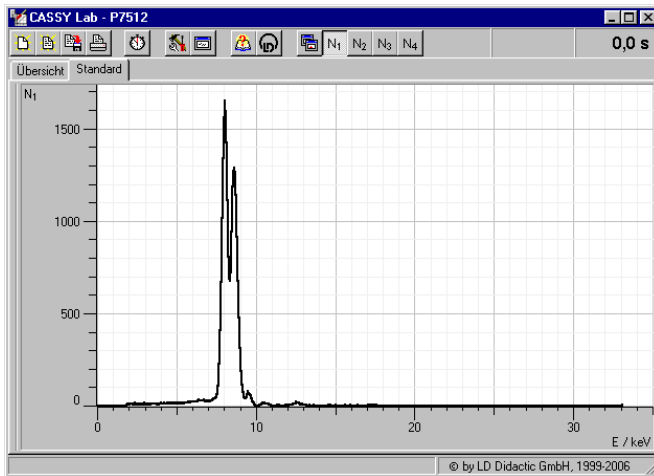 CASSY Lab - P7512
N1 N2 N3 N4
0,0 s
Übersicht Standard
N1
1500
1000
500
0
0 10 20 30
E / keV
© by LD Didactic GmbH, 1999-2006